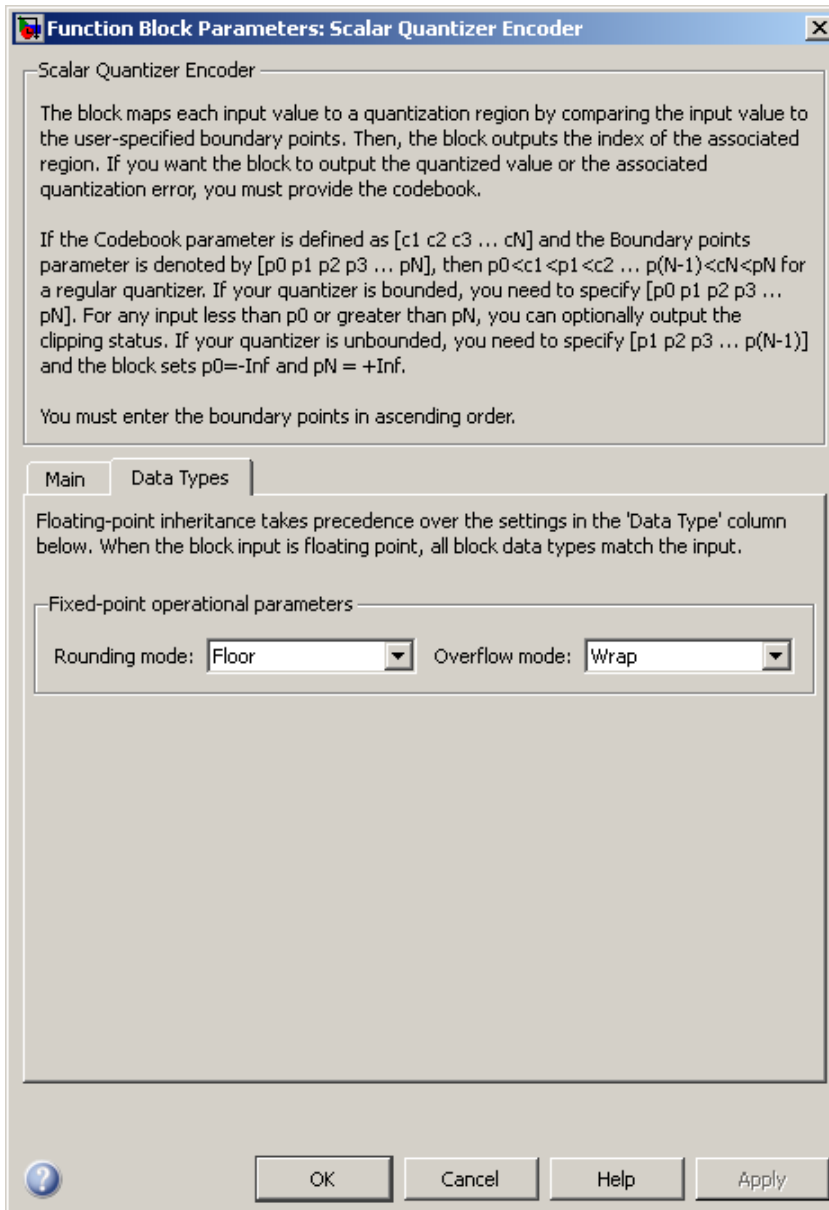 Function Block Parameters: Scalar Quantizer Encoder
Scalar Quantizer Encoder
The block maps each input value to a quantization region by comparing the input value to
the user-specified boundary points. Then, the block outputs the index of the associated
region. If you want the block to output the quantized value or the associated
quantization error, you must provide the codebook.
If the Codebook parameter is defined as [c1 c2 c3 ... cN] and the Boundary points
parameter is denoted by [p0 p1 p2 p3 ... pN], then p0<c1<p1<c2 ... p(N-1)<cN<pN for
a regular quantizer. If your quantizer is bounded, you need to specify [p0 p1 p2 p3 ...
pN]. For any input less than p0 or greater than pN, you can optionally output the
clipping status. If your quantizer is unbounded, you need to specify [p1 p2 p3 ... p(N-1)]
and the block sets p0=-Inf and pN = +Inf.
You must enter the boundary points in ascending order.
Main Data Types
Floating-point inheritance takes precedence over the settings in the 'Data Type' column
below. When the block input is floating point, all block data types match the input.
Fixed-point operational parameters
Rounding mode: Floor Overflow mode: Wrap
OK Cancel Help Apply